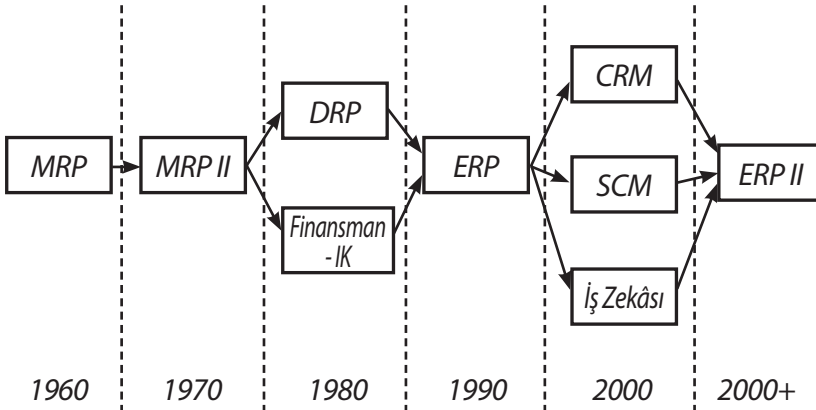 MRP
MRP II
DRP
Finansman
- IK
ERP
CRM
SCM
İş Zekâsı
ERP II
1960
1970
1980
1990
2000
2000+